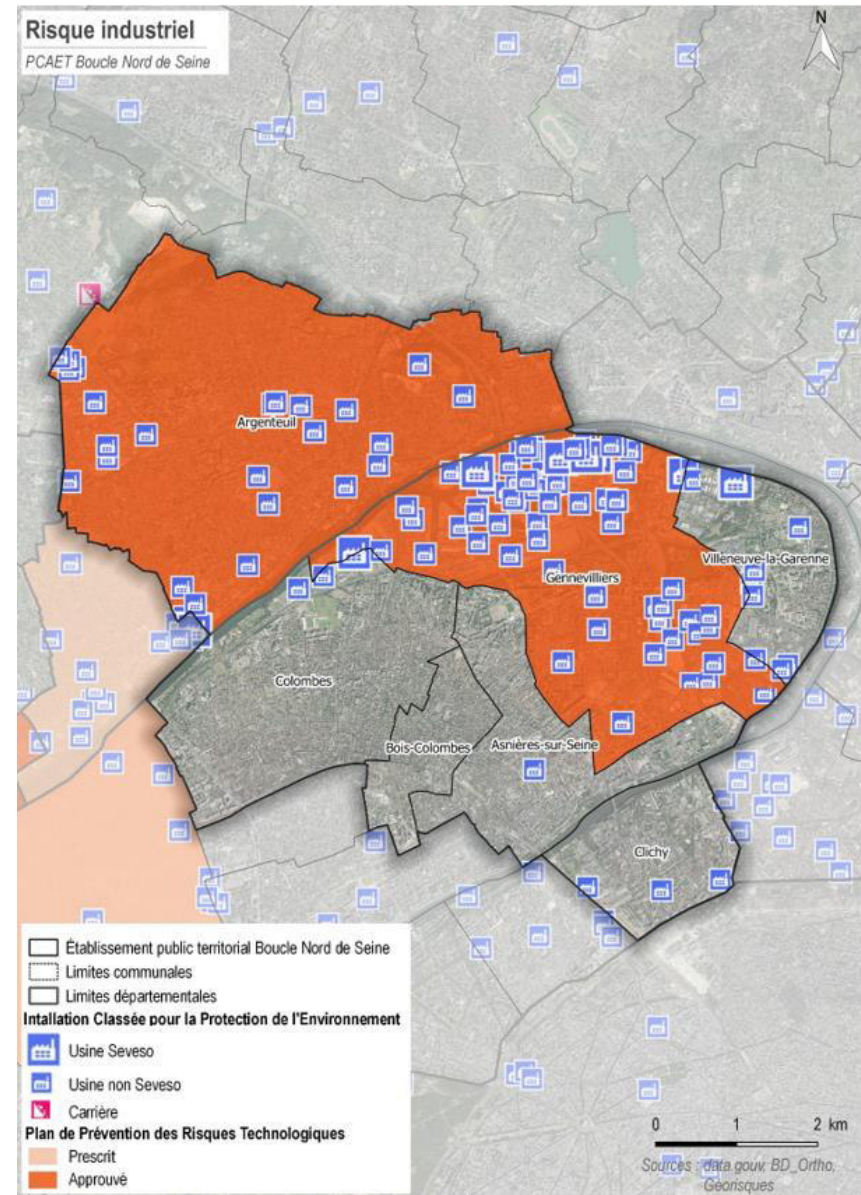 Risque industriel
PCAET Boucle Nord de Seine
N
Argenteuil
Gennevilliers
Villeneuve-la-Garenne
Colombes
Bois-Colombes
Asnières-sur-Seine
Clichy
Établissement public territorial Boucle Nord de Seine
Limites communales
Limites départementales
Intallation Classée pour la Protection de l'Environnement
Usine Seveso
Usine non Seveso
Carrière
Plan de Prévention des Risques Technologiques
Prescrit
Approuvé
0 1 2 km
Sources : data.gouv, BD_Ortho,
Géorisques